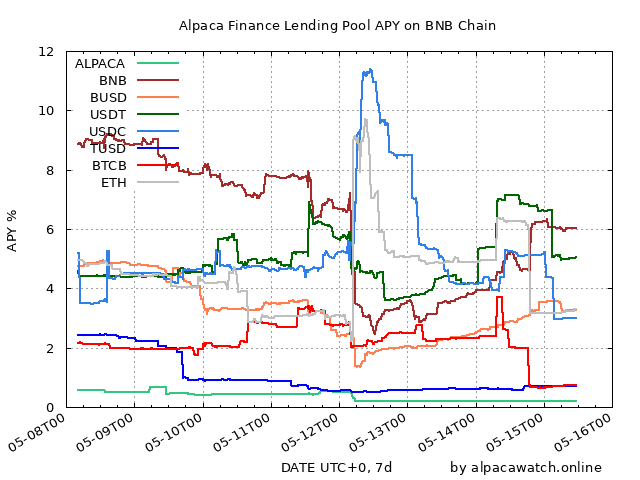 Alpaca Finance Lending Pool APY on BNB Chain
12
10
8
6
4
2
0
APY %
ALPACA
BNB
BUSD
USDT
USDC
TUSD
BTCB
ETH
05-08T00
05-09T00
05-10T00
05-11T00
05-12T00
05-13T00
05-14T00
05-15T00
05-16T00
DATE UTC+0, 7d
by alpacawatch.online